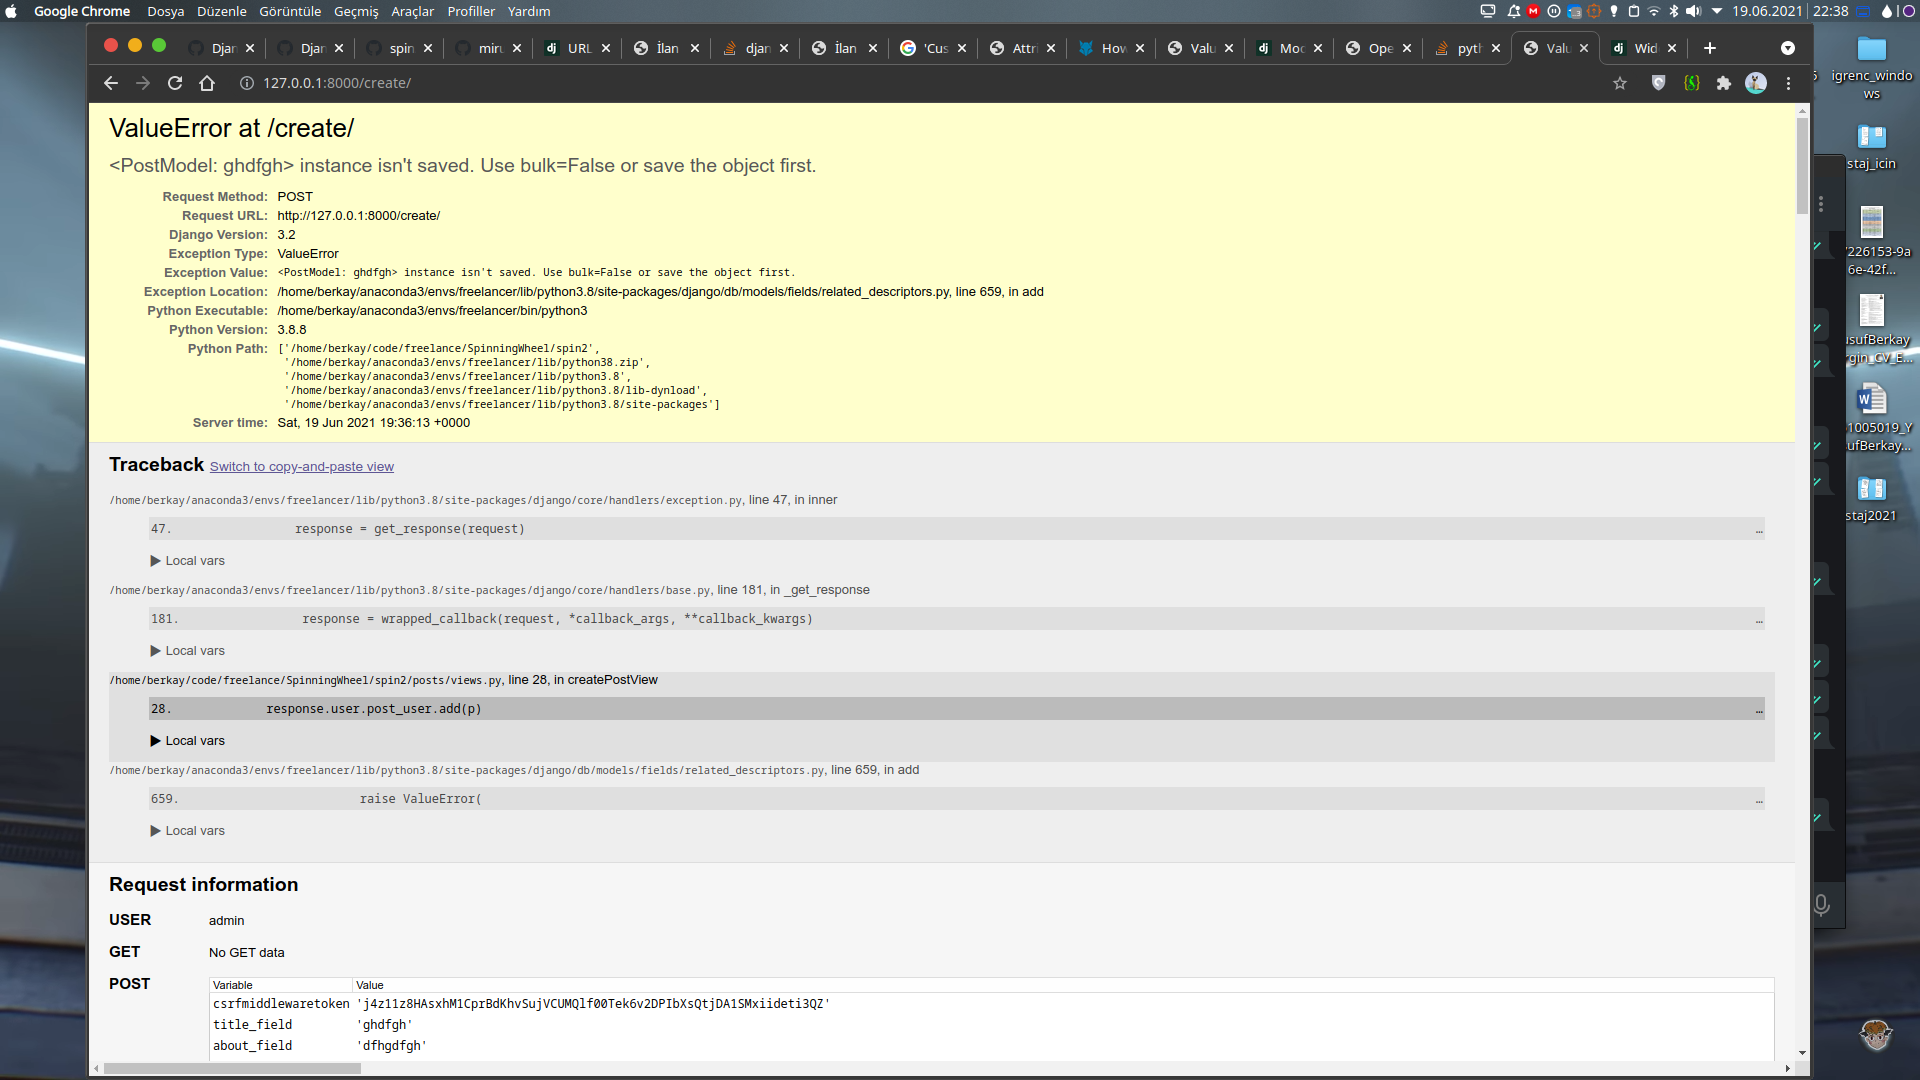 Google Chrome Dosya Düzenle Görüntüle Geçmiş Araçlar Profiller Yardım
19.06.2021 22:38
Djan
Djan
spin
miru
URL
İlan
djan
İlan
'Cus
Attri
How
Valu
Moc
Ope
pyth
Valu
Wid
127.0.0.1:8000/create/
ValueError at /create/
<PostModel: ghdfgh> instance isn't saved. Use bulk=False or save the object first.
Request Method: POST
Request URL: http://127.0.0.1:8000/create/
Django Version: 3.2
Exception Type: ValueError
Exception Value: <PostModel: ghdfgh> instance isn't saved. Use bulk=False or save the object first.
Exception Location: /home/berkay/anaconda3/envs/freelancer/lib/python3.8/site-packages/django/db/models/fields/related_descriptors.py, line 659, in add
Python Executable: /home/berkay/anaconda3/envs/freelancer/bin/python3
Python Version: 3.8.8
Python Path: ['/home/berkay/code/freelance/SpinningWheel/spin2',
'/home/berkay/anaconda3/envs/freelancer/lib/python38.zip',
'/home/berkay/anaconda3/envs/freelancer/lib/python3.8',
'/home/berkay/anaconda3/envs/freelancer/lib/python3.8/lib-dynload',
'/home/berkay/anaconda3/envs/freelancer/lib/python3.8/site-packages']
Server time: Sat, 19 Jun 2021 19:36:13 +0000
Traceback Switch to copy-and-paste view
/home/berkay/anaconda3/envs/freelancer/lib/python3.8/site-packages/django/core/handlers/exception.py, line 47, in inner
47. response = get_response(request) …
▶ Local vars
/home/berkay/anaconda3/envs/freelancer/lib/python3.8/site-packages/django/core/handlers/base.py, line 181, in _get_response
181. response = wrapped_callback(request, *callback_args, **callback_kwargs) …
▶ Local vars
/home/berkay/code/freelance/SpinningWheel/spin2/posts/views.py, line 28, in createPostView
28. response.user.post_user.add(p) …
▶ Local vars
/home/berkay/anaconda3/envs/freelancer/lib/python3.8/site-packages/django/db/models/fields/related_descriptors.py, line 659, in add
659. raise ValueError( …
▶ Local vars
Request information
USER admin
GET No GET data
POST
Variable Value
csrfmiddlewaretoken 'j4z11z8HAsxhM1CprBdKhvSujVCUMQlf00Tek6v2DPIbXsQtjDA1SMxiideti3QZ'
title_field 'ghdfgh'
about_field 'dfhgdfgh'
igrenc_windo
ws
staj_icin
226153-9a
6e-42f...
usufBerkay
rgin_CV_E...
1005019_Y
ufBerkay...
staj2021